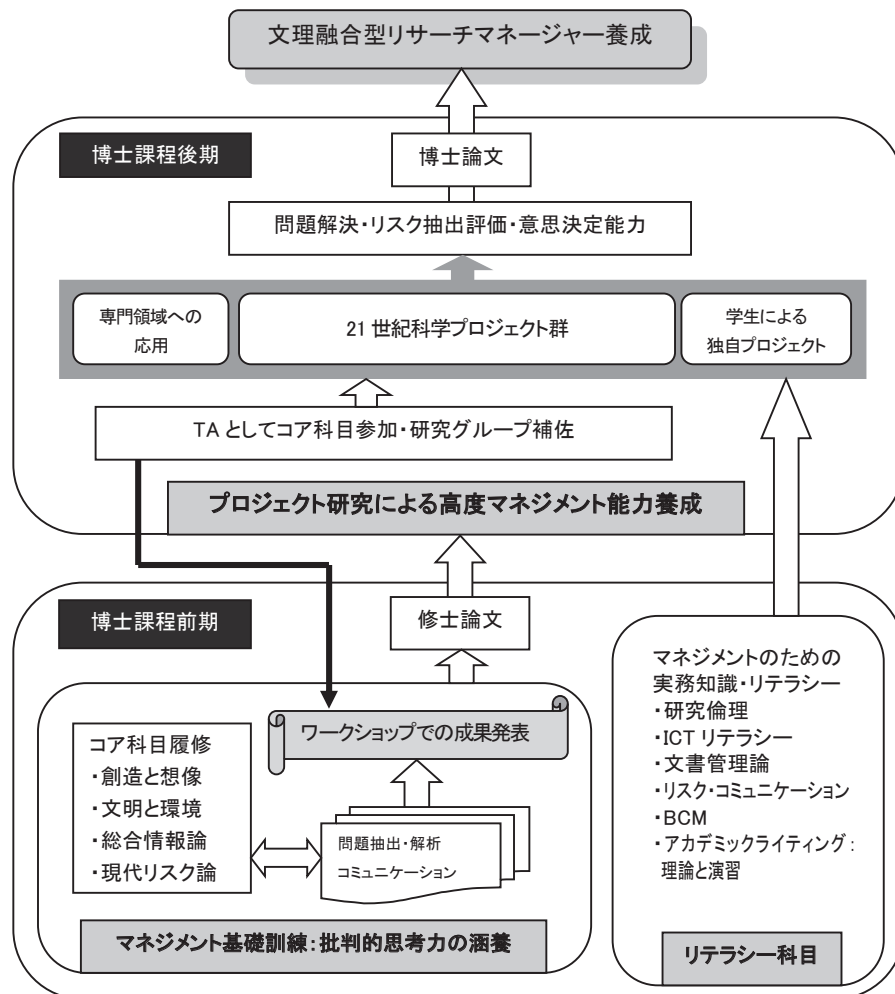 文理融合型リサーチマネージャー養成
博士課程後期
博士論文
問題解決・リスク抽出評価・意思決定能力
専門領域への
応用
21 世紀科学プロジェクト群
学生による
独自プロジェクト
TA としてコア科目参加・研究グループ補佐
プロジェクト研究による高度マネジメント能力養成
博士課程前期
修士論文
ワークショップでの成果発表
コア科目履修
・創造と想像
・文明と環境
・総合情報論
・現代リスク論
問題抽出・解析
コミュニケーション
マネジメント基礎訓練：批判的思考力の涵養
マネジメントのための
実務知識・リテラシー
・研究倫理
・ICT リテラシー
・文書管理論
・リスク・コミュニケーション
・BCM
・アカデミックライティング：
理論と演習
リテラシー科目